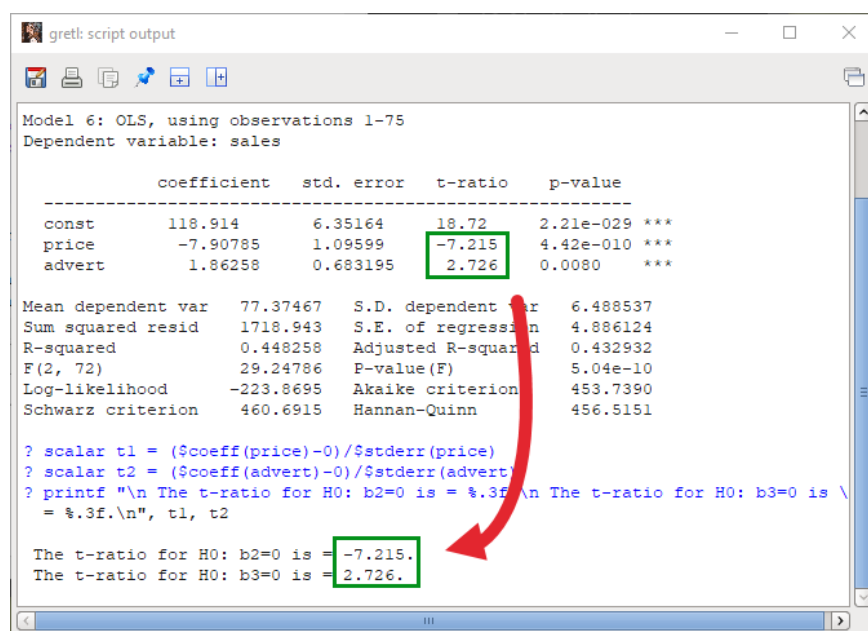 gretl: script output
Model 6: OLS, using observations 1-75
Dependent variable: sales
coefficient std. error t-ratio p-value
---------------------------------------------------------
const 118.914 6.35164 18.72 2.21e-029 ***
price -7.90785 1.09599 -7.215 4.42e-010 ***
advert 1.86258 0.683195 2.726 0.0080 ***
Mean dependent var 77.37467 S.D. dependent r 6.488537
Sum squared resid 1718.943 S.E. of regress n 4.886124
R-squared 0.448258 Adjusted R-squar d 0.432932
F(2, 72) 29.24786 P-value(F) 5.04e-10
Log-likelihood -223.8695 Akaike criterion 453.7390
Schwarz criterion 460.6915 Hannan-Quinn 456.5151
? scalar t1 = ($coeff(price)-0)/$stderr(price)
? scalar t2 = ($coeff(advert)-0)/$stderr(advert)
? printf "\n The t-ratio for H0: b2=0 is = %.3f \n The t-ratio for H0: b3=0 is \
= %.3f.\n", t1, t2
The t-ratio for H0: b2=0 is = -7.215.
The t-ratio for H0: b3=0 is = 2.726.